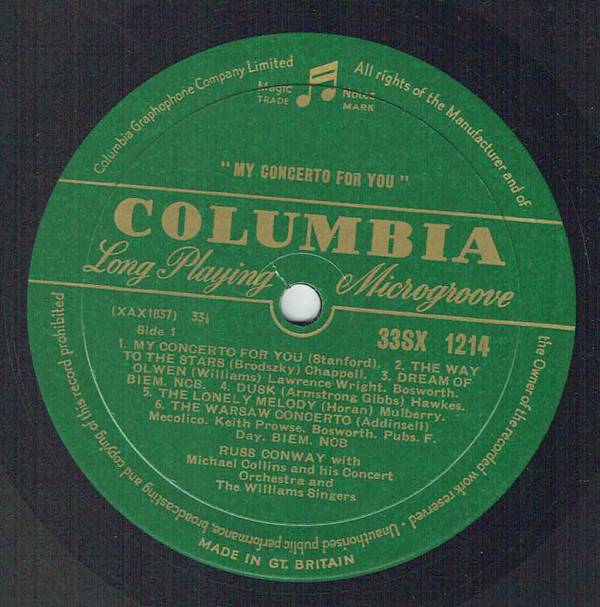 Columbia Graphophone Company Limited
All rights of the Manufacturer and of
the Owner of the recorded work reserved - Unauthorised public performance, broadcasting and copying of this record prohibited
Magic Notes
TRADE MARK
"MY CONCERTO FOR YOU"
COLUMBIA
Long Playing Microgroove
(XAX1837) 33⅓
Side 1
33SX 1214
1. MY CONCERTO FOR YOU (Stanford). 2. THE WAY
TO THE STARS (Brodszky) Chappell. 3. DREAM OF
OLWEN (Williams) Lawrence Wright. Bosworth.
BIEM. NCB. 4. DUSK (Armstrong Gibbs) Hawkes.
5. THE LONELY MELODY (Horan) Mulberry.
6. THE WARSAW CONCERTO (Addinsell)
Mecolico. Keith Prowse. Bosworth. Pubs. F.
Day. BIEM. NCB
RUSS CONWAY with
Michael Collins and his Concert
Orchestra and
The Williams Singers
MADE IN GT. BRITAIN